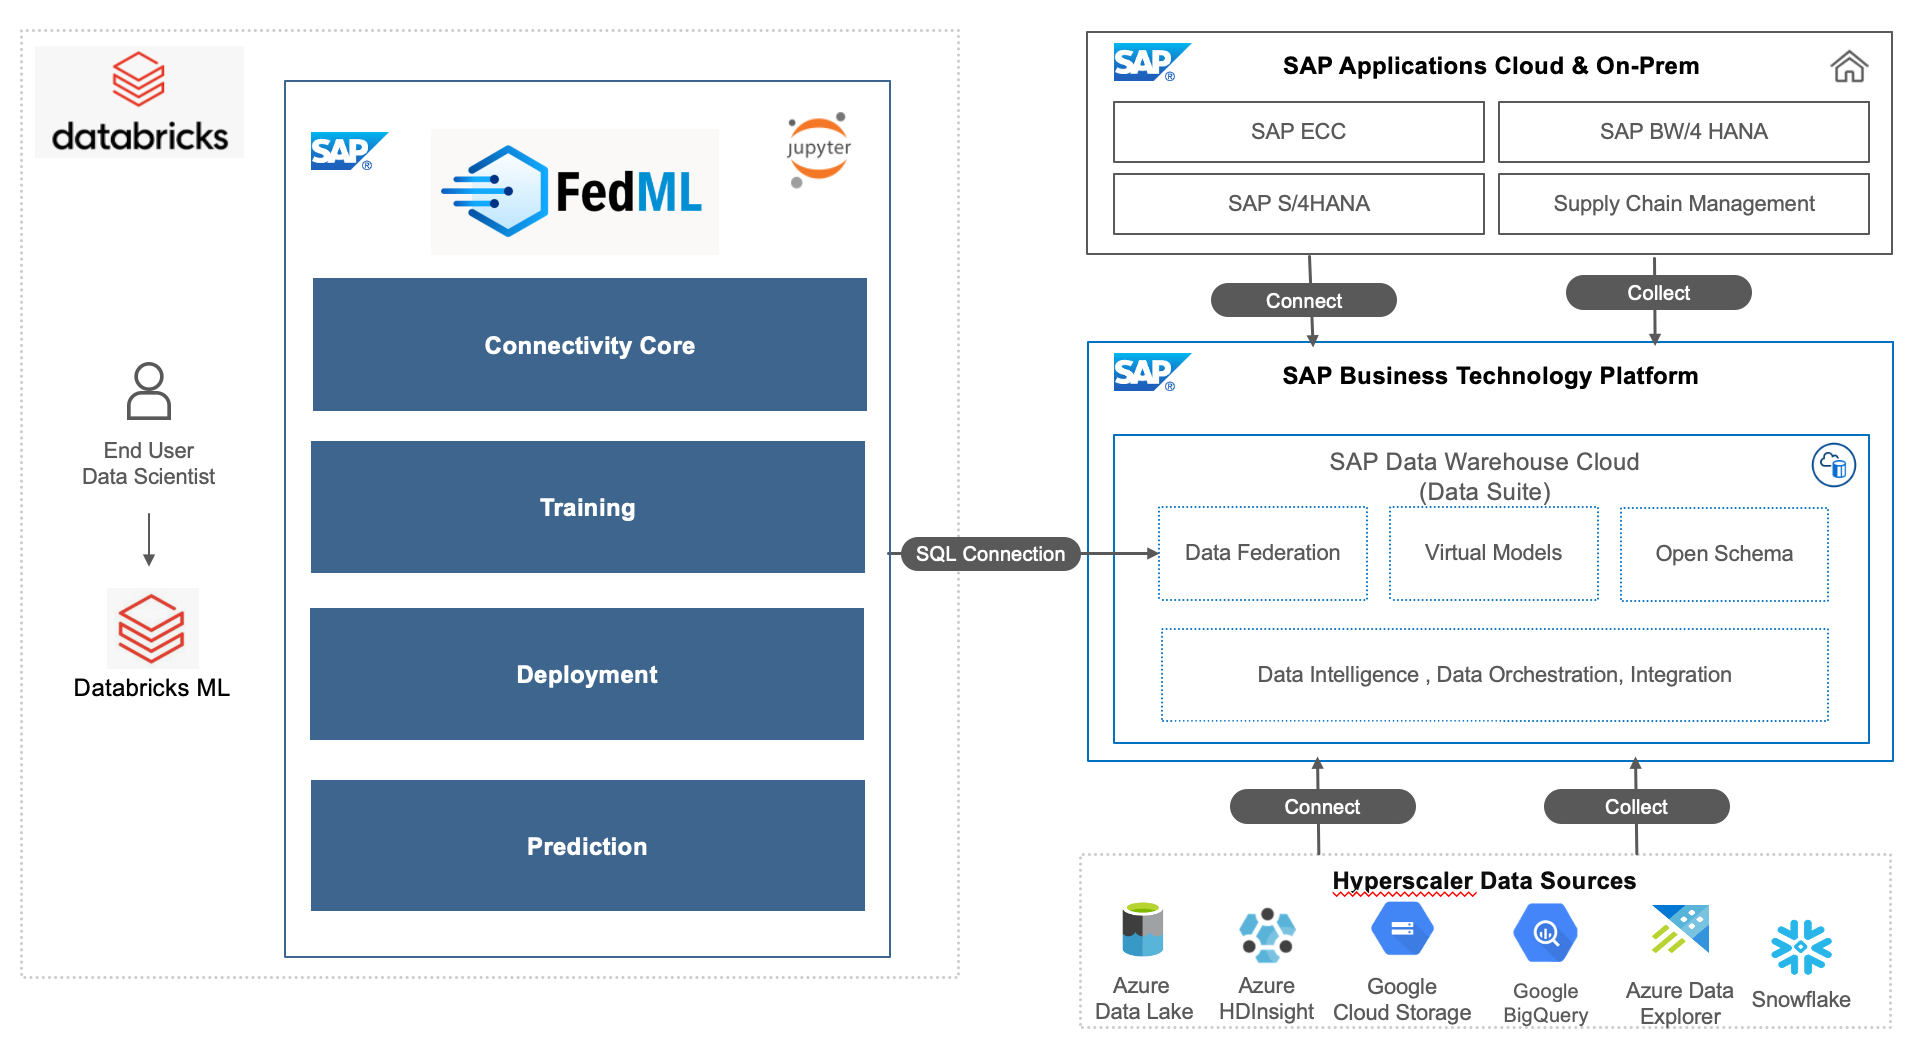 databricks
SAP®
FedML
jupyter
Connectivity Core
Training
Deployment
Prediction
End User
Data Scientist
Databricks ML
SQL Connection
SAP®
SAP Applications Cloud & On-Prem
SAP ECC
SAP BW/4 HANA
SAP S/4HANA
Supply Chain Management
Connect
Collect
SAP®
SAP Business Technology Platform
SAP Data Warehouse Cloud
(Data Suite)
Data Federation
Virtual Models
Open Schema
Data Intelligence , Data Orchestration, Integration
Connect
Collect
Hyperscaler Data Sources
Azure
Data Lake
Azure
HDInsight
Google
Cloud Storage
Google
BigQuery
Azure Data
Explorer
Snowflake